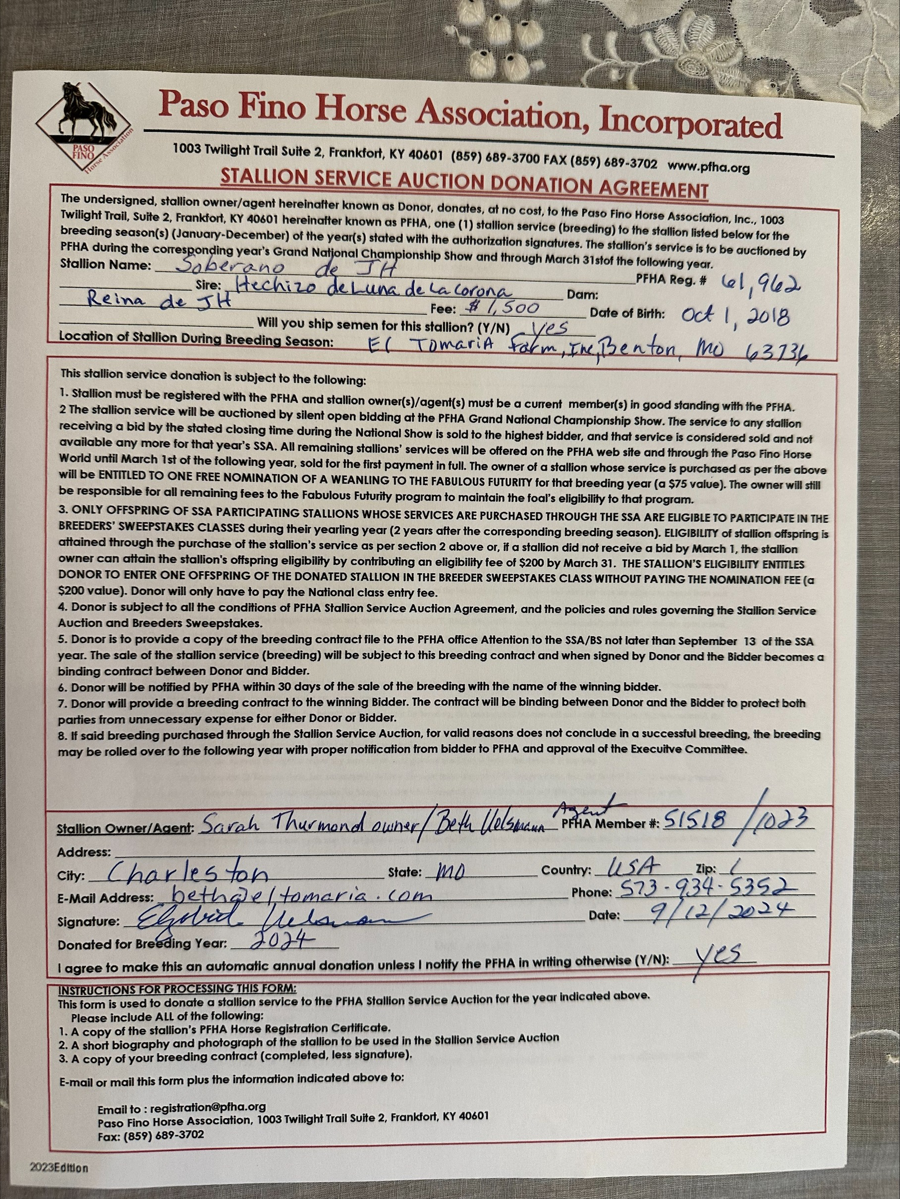 PASO
FINO
Horse Association
Paso Fino Horse Association, Incorporated
1003 Twilight Trail Suite 2, Frankfort, KY 40601 (859) 689-3700 FAX (859) 689-3702 www.pfha.org
STALLION SERVICE AUCTION DONATION AGREEMENT
The undersigned, stallion owner/agent hereinafter known as Donor, donates, at no cost, to the Paso Fino Horse Association, Inc., 1003
Twilight Trail, Suite 2, Frankfort, KY 40601 hereinafter known as PFHA, one (1) stallion service (breeding) to the stallion listed below for the
breeding season(s) (January-December) of the year(s) stated with the authorization signatures. The stallion's service is to be auctioned by
PFHA during the corresponding year's Grand National Championship Show and through March 31stof the following year.
Stallion Name: Soberano de JH PFHA Reg. # 61,962
Sire: Hechizo de Luna de La Corona Dam:
Reina de JH Fee: $1,500 Date of Birth: Oct 1, 2018
Will you ship semen for this stallion? (Y/N) yes
Location of Stallion During Breeding Season: El Tomaria Farm, Inc, Benton, MO 63736
This stallion service donation is subject to the following:
1. Stallion must be registered with the PFHA and stallion owner(s)/agent(s) must be a current member(s) in good standing with the PFHA.
2 The stallion service will be auctioned by silent open bidding at the PFHA Grand National Championship Show. The service to any stallion
receiving a bid by the stated closing time during the National Show is sold to the highest bidder, and that service is considered sold and not
available any more for that year's SSA. All remaining stallions' services will be offered on the PFHA web site and through the Paso Fino Horse
World until March 1st of the following year, sold for the first payment in full. The owner of a stallion whose service is purchased as per the above
will be ENTITLED TO ONE FREE NOMINATION OF A WEANLING TO THE FABULOUS FUTURITY for that breeding year (a $75 value). The owner will still
be responsible for all remaining fees to the Fabulous Futurity program to maintain the foal's eligibility to that program.
3. ONLY OFFSPRING OF SSA PARTICIPATING STALLIONS WHOSE SERVICES ARE PURCHASED THROUGH THE SSA ARE ELIGIBLE TO PARTICIPATE IN THE
BREEDERS' SWEEPSTAKES CLASSES during their yearling year (2 years after the corresponding breeding season). ELIGIBILITY of stallion offspring is
attained through the purchase of the stallion's service as per section 2 above or, if a stallion did not receive a bid by March 1, the stallion
owner can attain the stallion's offspring eligibility by contributing an eligibility fee of $200 by March 31. THE STALLION'S ELIGIBILITY ENTITLES
DONOR TO ENTER ONE OFFSPRING OF THE DONATED STALLION IN THE BREEDER SWEEPSTAKES CLASS WITHOUT PAYING THE NOMINATION FEE (a
$200 value). Donor will only have to pay the National class entry fee.
4. Donor is subject to all the conditions of PFHA Stallion Service Auction Agreement, and the policies and rules governing the Stallion Service
Auction and Breeders Sweepstakes.
5. Donor is to provide a copy of the breeding contract file to the PFHA office Attention to the SSA/BS not later than September 13 of the SSA
year. The sale of the stallion service (breeding) will be subject to this breeding contract and when signed by Donor and the Bidder becomes a
binding contract between Donor and Bidder.
6. Donor will be notified by PFHA within 30 days of the sale of the breeding with the name of the winning bidder.
7. Donor will provide a breeding contract to the winning Bidder. The contract will be binding between Donor and the Bidder to protect both
parties from unnecessary expense for either Donor or Bidder.
8. If said breeding purchased through the Stallion Service Auction, for valid reasons does not conclude in a successful breeding, the breeding
may be rolled over to the following year with proper notification from bidder to PFHA and approval of the Execuitve Committee.
Stallion Owner/Agent: Sarah Thurmond owner/Beth Uelsmann Agent PFHA Member #: 51518 /1023
Address:
City: Charleston State: MO Country: USA Zip:
E-Mail Address: beth@eltomaria.com Phone: 573-934-5352
Signature: Date: 9/12/2024
Donated for Breeding Year: 2024
I agree to make this an automatic annual donation unless I notify the PFHA in writing otherwise (Y/N): yes
INSTRUCTIONS FOR PROCESSING THIS FORM:
This form is used to donate a stallion service to the PFHA Stallion Service Auction for the year indicated above.
Please include ALL of the following:
1. A copy of the stallion's PFHA Horse Registration Certificate.
2. A short biography and photograph of the stallion to be used in the Stallion Service Auction
3. A copy of your breeding contract (completed, less signature).
E-mail or mail this form plus the information indicated above to:
Email to : registration@pfha.org
Paso Fino Horse Association, 1003 Twilight Trail Suite 2, Frankfort, KY 40601
Fax: (859) 689-3702
2023Edition